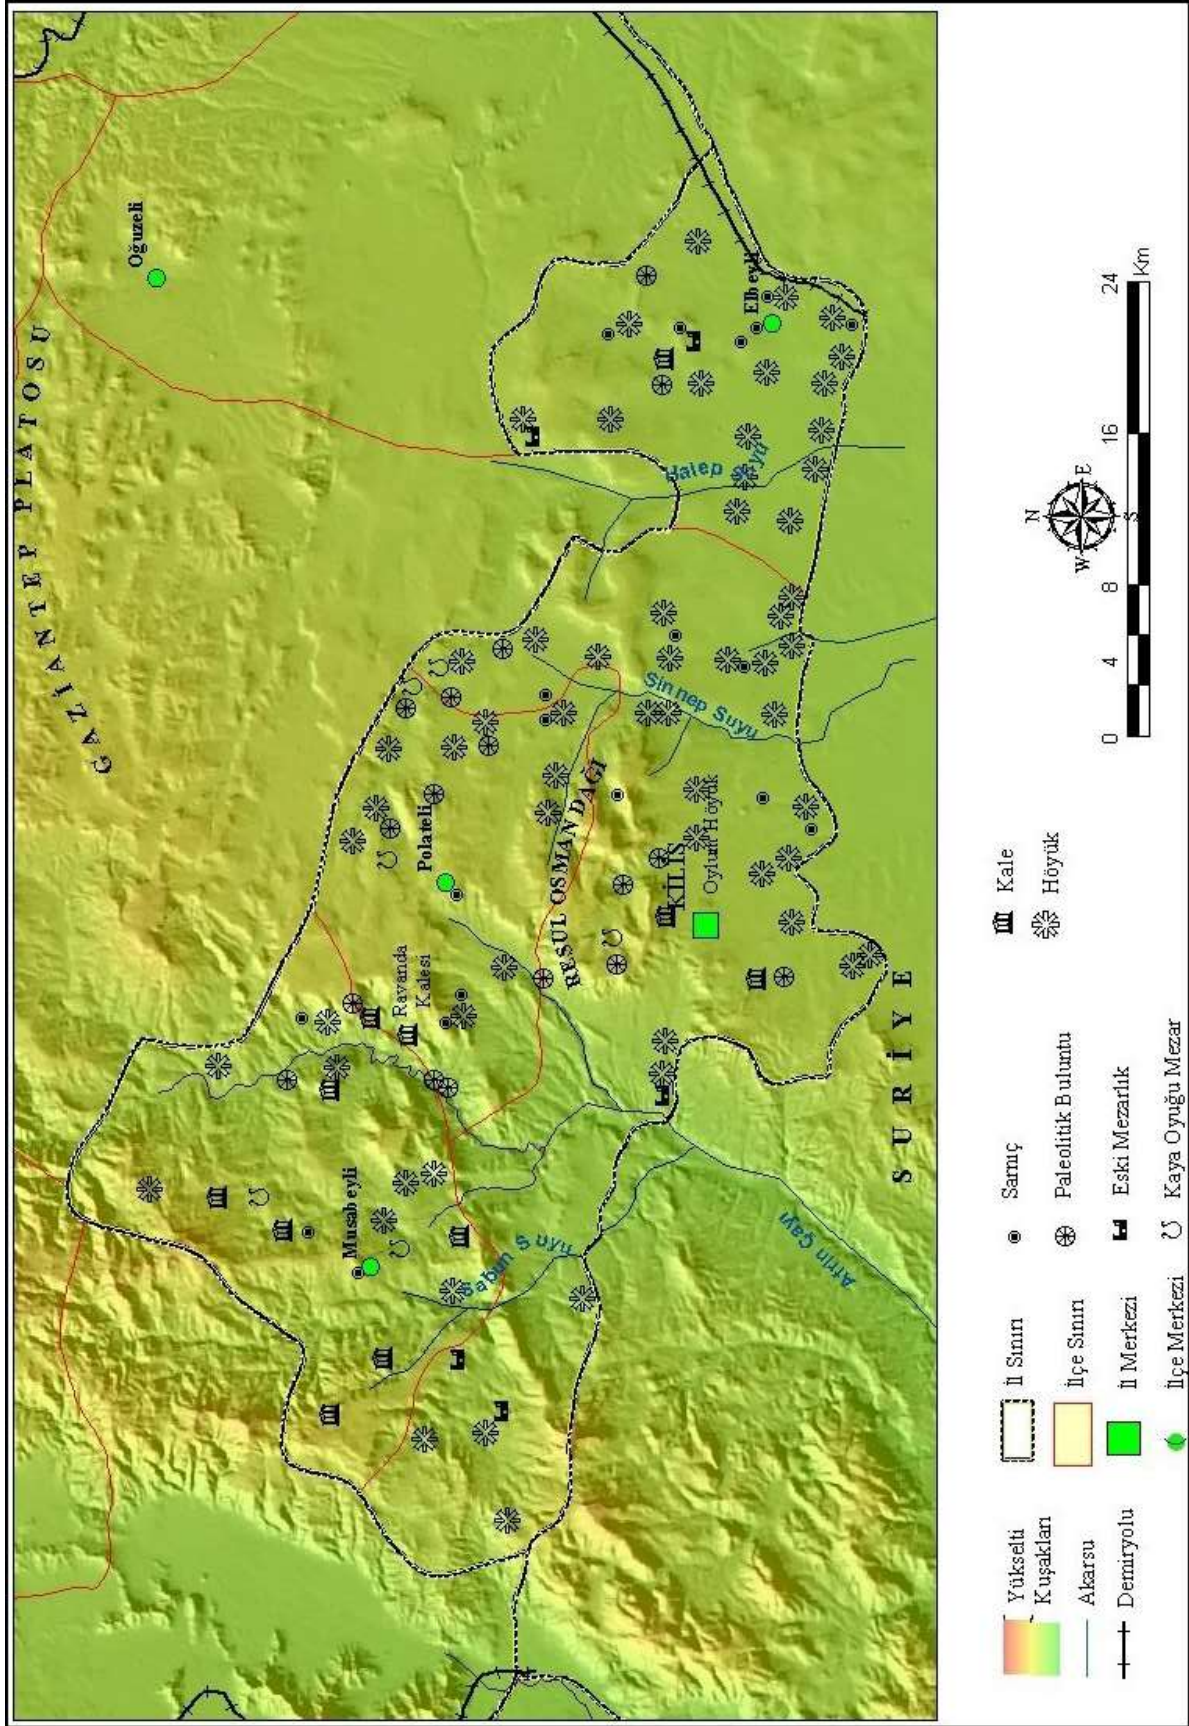 GAZİANTEP PLATOSU
Oğuzeli
Musabeyli
Ravanda
Kalesi
Polateli
Elbeyli
Sabun Suyu
RESUL OSMANDAĞI
Sinnep Suyu
Halep Suyu
KİLİS
Oylum Höyük
Afrin Çayı
SURİYE
Yükselti
Kuşakları
Akarsu
Demiryolu
İl Sınırı
İlçe Sınırı
İl Merkezi
İlçe Merkezi
Sarnıç
Paleolitik Buluntu
Eski Mezarlık
Kaya Oyuğu Mezar
Kale
Höyük
N
W
E
S
0 4 8 16 24
Km